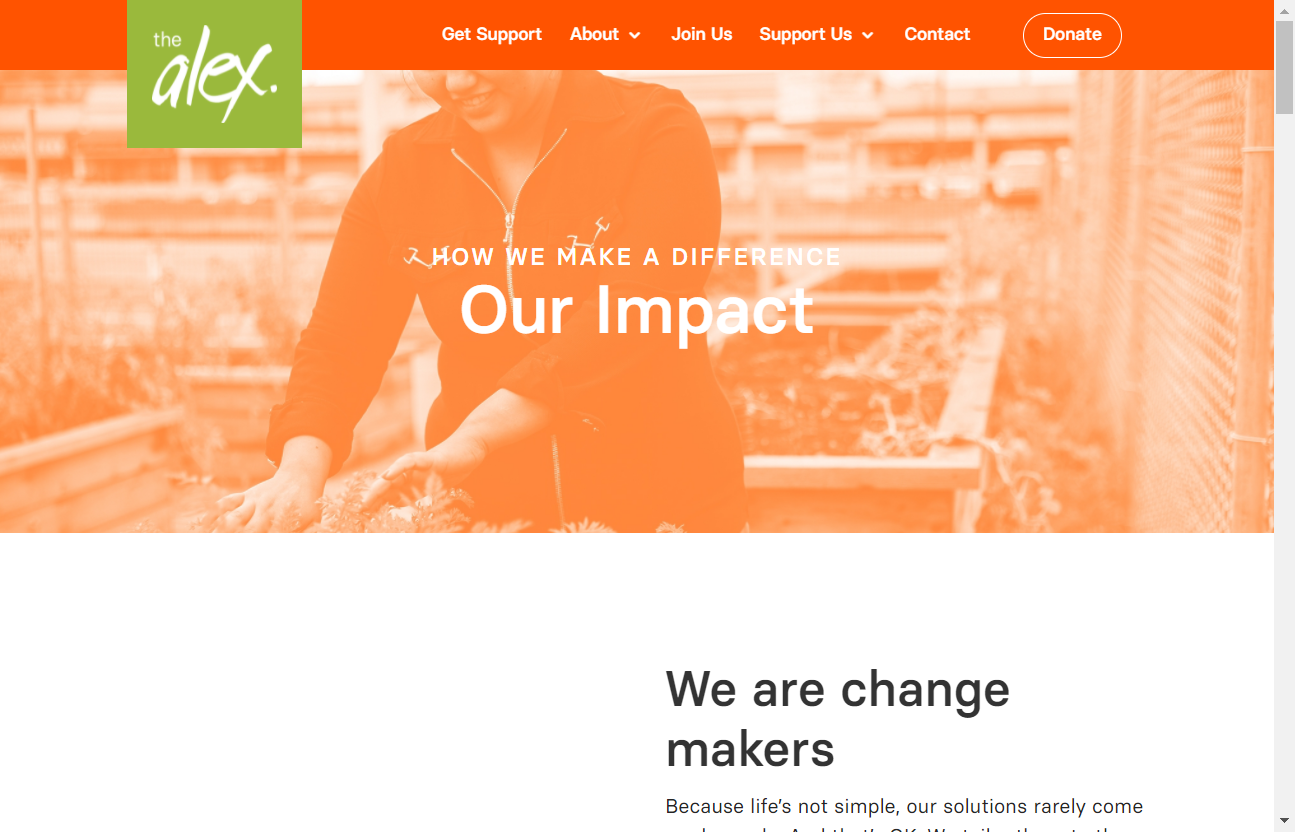 the
alex.
Get Support About Join Us Support Us Contact Donate
HOW WE MAKE A DIFFERENCE
Our Impact
We are change
makers
Because life's not simple, our solutions rarely come